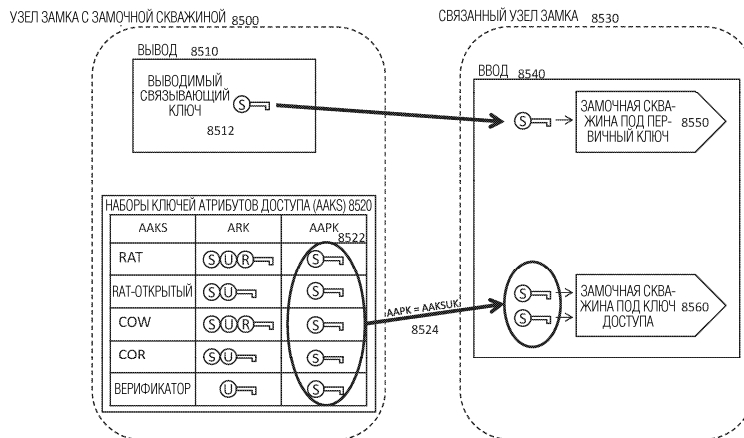 УЗЕЛ ЗАМКА С ЗАМОЧНОЙ СКВАЖИНОЙ 8500
ВЫВОД 8510
ВЫВОДИМЫЙ
СВЯЗЫВАЮЩИЙ
КЛЮЧ
S
8512
НАБОРЫ КЛЮЧЕЙ АТРИБУТОВ ДОСТУПА (AAKS) 8520
AAKS ARK AAPK
8522
RAT S U R S
RAT-ОТКРЫТЫЙ S U S
COW S U R S
COR S U S
ВЕРИФИКАТОР U S
AAPK = AAKSUK
8524
СВЯЗАННЫЙ УЗЕЛ ЗАМКА 8530
ВВОД 8540
S
ЗАМОЧНАЯ СКВА-
ЖИНА ПОД ПЕР- 8550
ВИЧНЫЙ КЛЮЧ
S
S
ЗАМОЧНАЯ СКВА-
ЖИНА ПОД КЛЮЧ 8560
ДОСТУПА